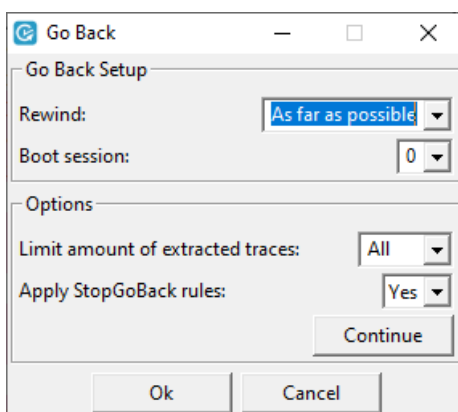 Go Back
Go Back Setup
Rewind: As far as possible
Boot session: 0
Options
Limit amount of extracted traces: All
Apply StopGoBack rules: Yes
Continue
Ok Cancel